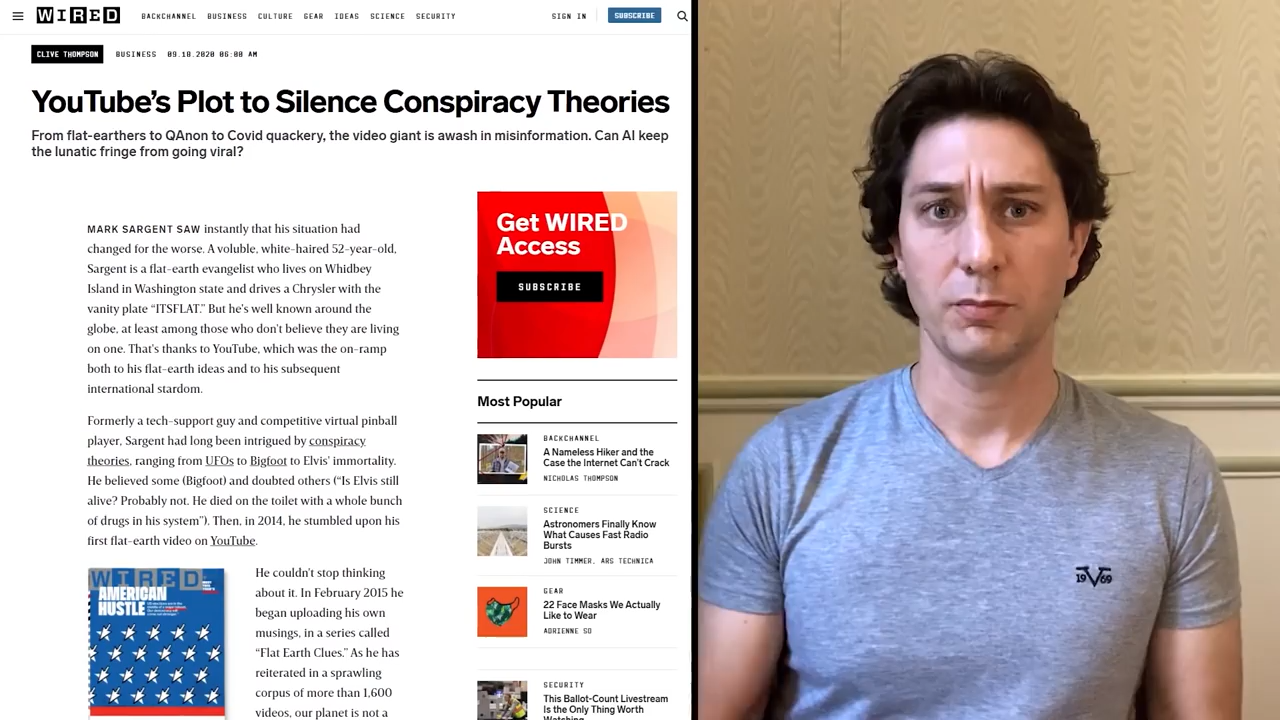 WIRED
BACKCHANNEL BUSINESS CULTURE GEAR IDEAS SCIENCE SECURITY
SIGN IN
SUBSCRIBE
CLIVE THOMPSON
BUSINESS
09.18.2020 06:00 AM
YouTube's Plot to Silence Conspiracy Theories
From flat-earthers to QAnon to Covid quackery, the video giant is awash in misinformation. Can AI keep
the lunatic fringe from going viral?
MARK SARGENT SAW instantly that his situation had
changed for the worse. A voluble, white-haired 52-year-old,
Sargent is a flat-earth evangelist who lives on Whidbey
Island in Washington state and drives a Chrysler with the
vanity plate “ITSFLAT.” But he's well known around the
globe, at least among those who don't believe they are living
on one. That's thanks to YouTube, which was the on-ramp
both to his flat-earth ideas and to his subsequent
international stardom.
Formerly a tech-support guy and competitive virtual pinball
player, Sargent had long been intrigued by conspiracy
theories, ranging from UFOs to Bigfoot to Elvis' immortality.
He believed some (Bigfoot) and doubted others (“Is Elvis still
alive? Probably not. He died on the toilet with a whole bunch
of drugs in his system”). Then, in 2014, he stumbled upon his
first flat-earth video on YouTube.
WIRED
AMERICAN
HUSTLE
He couldn't stop thinking
about it. In February 2015 he
began uploading his own
musings, in a series called
“Flat Earth Clues.” As he has
reiterated in a sprawling
corpus of more than 1,600
videos, our planet is not a
Get WIRED
Access
SUBSCRIBE
Most Popular
BACKCHANNEL
A Nameless Hiker and the
Case the Internet Can't Crack
NICHOLAS THOMPSON
SCIENCE
Astronomers Finally Know
What Causes Fast Radio
Bursts
JOHN TIMMER, ARS TECHNICA
GEAR
22 Face Masks We Actually
Like to Wear
ADRIENNE SO
SECURITY
This Ballot-Count Livestream
Is the Only Thing Worth
Watching
19V69